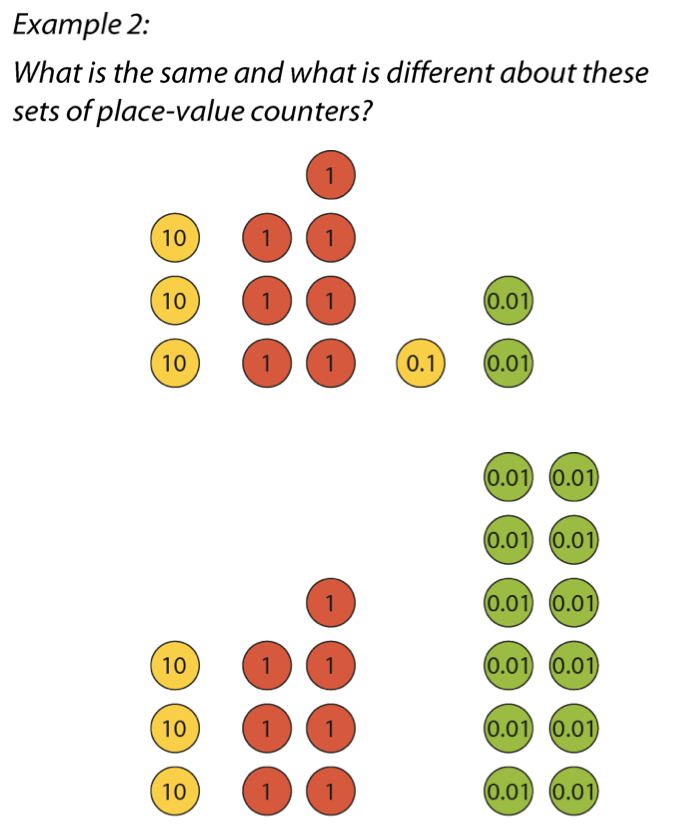 Example 2:
What is the same and what is different about these
sets of place-value counters?
1
10 1 1
10 1 1 0.01
10 1 1 0.1 0.01
0.01 0.01
0.01 0.01
1 0.01 0.01
10 1 1 0.01 0.01
10 1 1 0.01 0.01
10 1 1 0.01 0.01